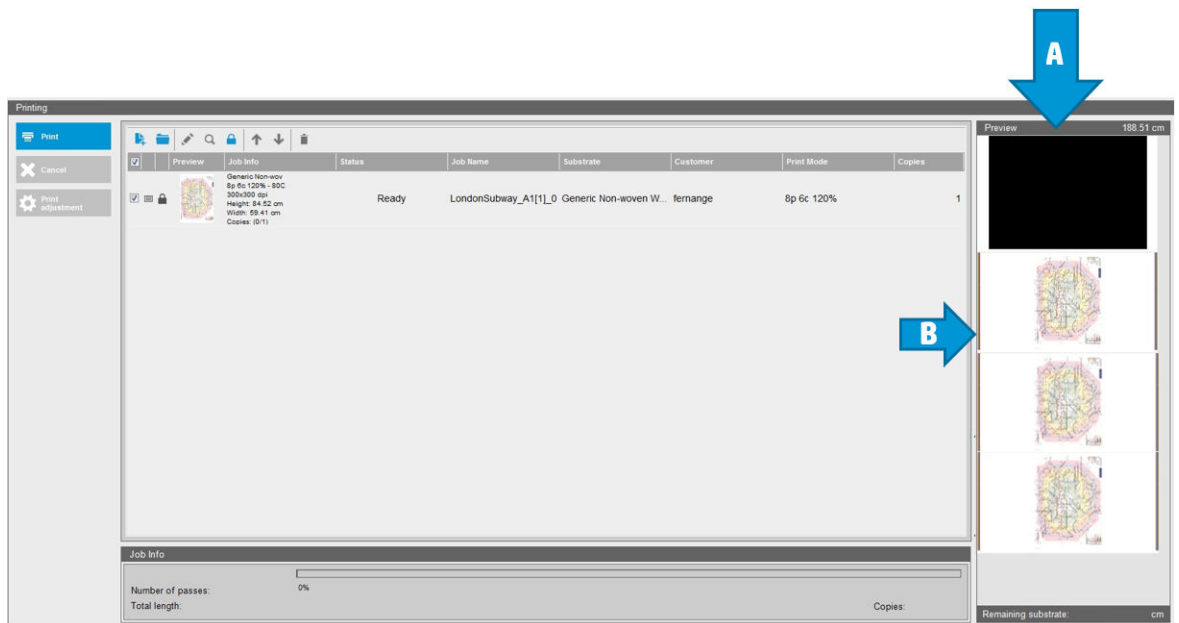 A
Printing
Print
Cancel
Print
adjustment
Preview Job Info Status Job Name Substrate Customer Print Mode Copies
Generic Non-wov
8p 6c 120% - 80C
300x300 dpi
Height: 84.52 cm
Width: 59.41 cm
Copies: (0/1)
Ready LondonSubway_A1[1]_0 Generic Non-woven W... fernange 8p 6c 120% 1
Preview 188.51 cm
B
Job Info
Number of passes: 0%
Total length: Copies:
Remaining substrate: cm